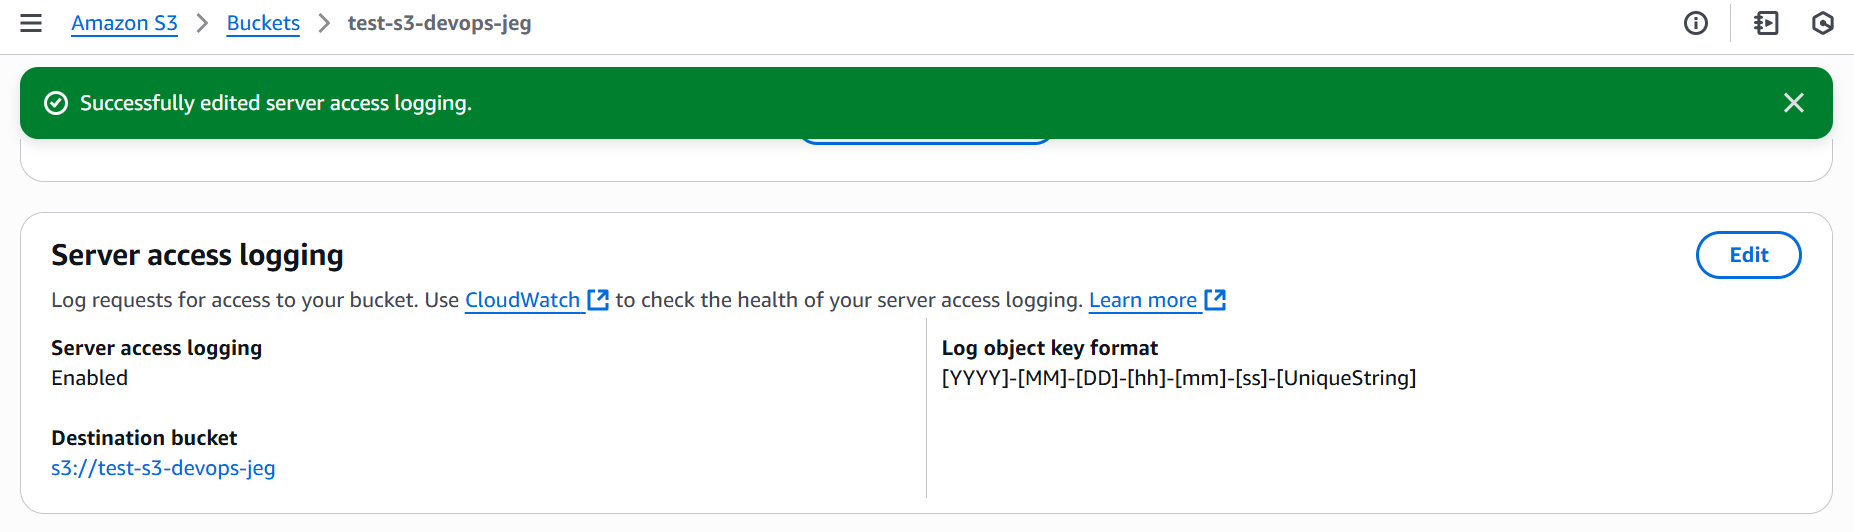 Amazon S3 > Buckets > test-s3-devops-jeg
Successfully edited server access logging.
Server access logging
Edit
Log requests for access to your bucket. Use CloudWatch to check the health of your server access logging. Learn more
Server access logging
Enabled
Destination bucket
s3://test-s3-devops-jeg
Log object key format
[YYYY]-[MM]-[DD]-[hh]-[mm]-[ss]-[UniqueString]